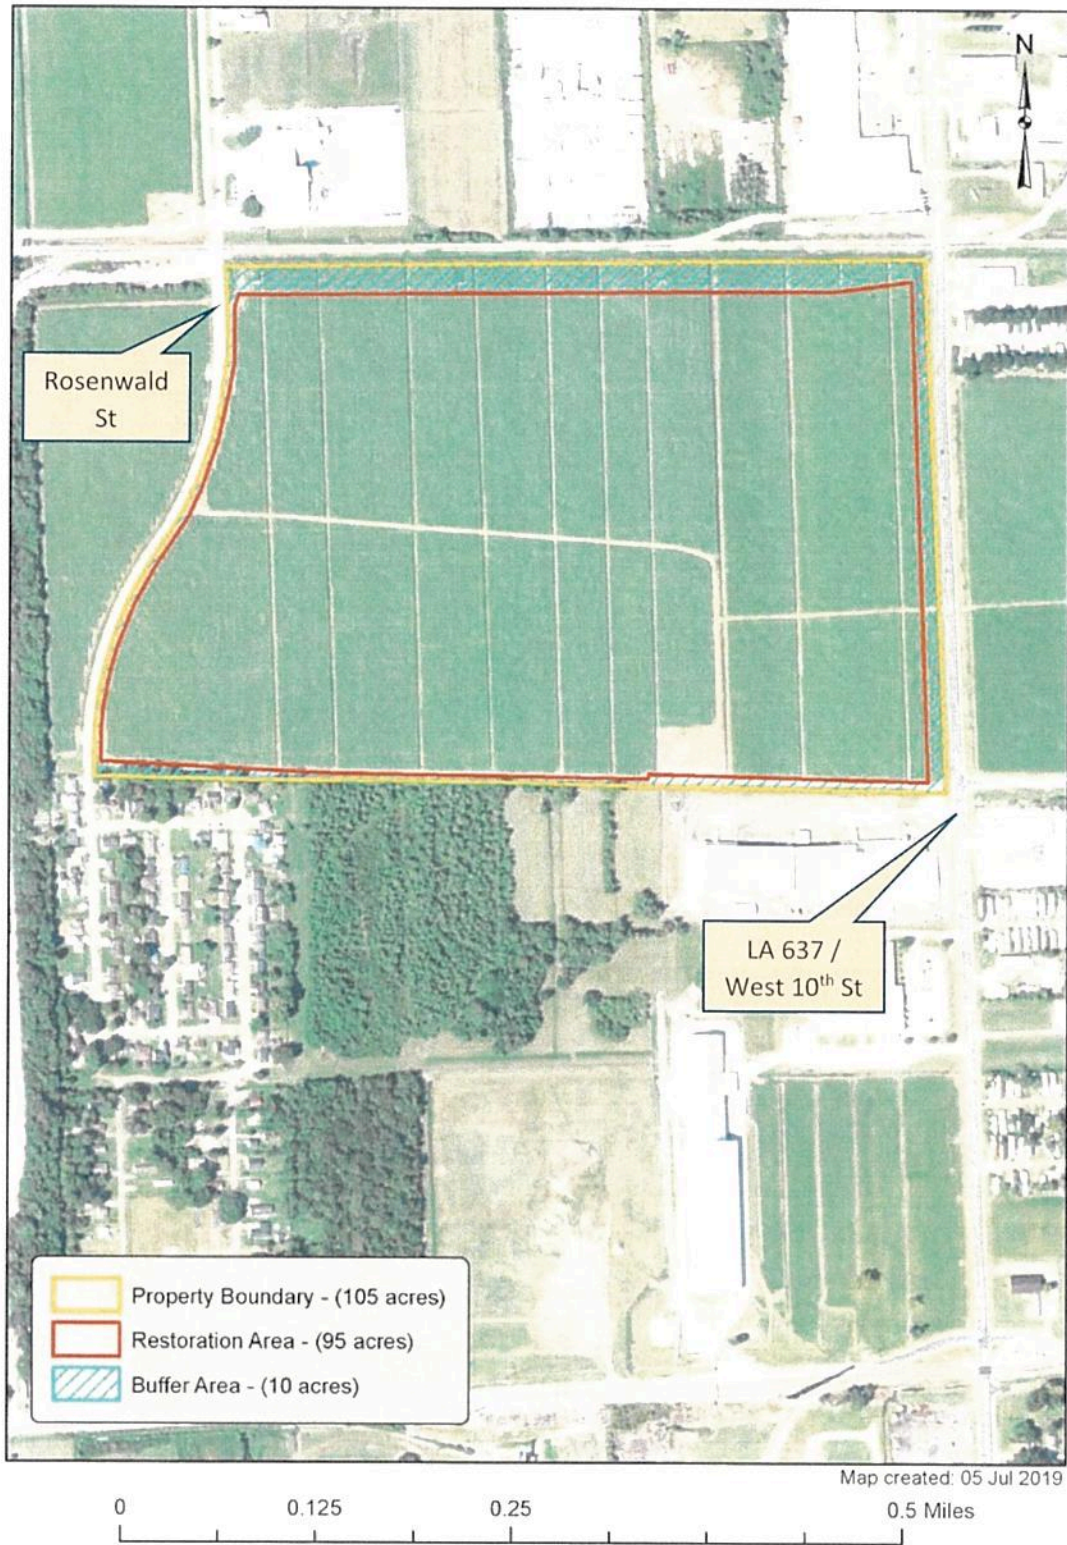 N
Rosenwald
St
LA 637 /
West 10th St
Property Boundary - (105 acres)
Restoration Area - (95 acres)
Buffer Area - (10 acres)
Map created: 05 Jul 2019
0 0.125 0.25 0.5 Miles